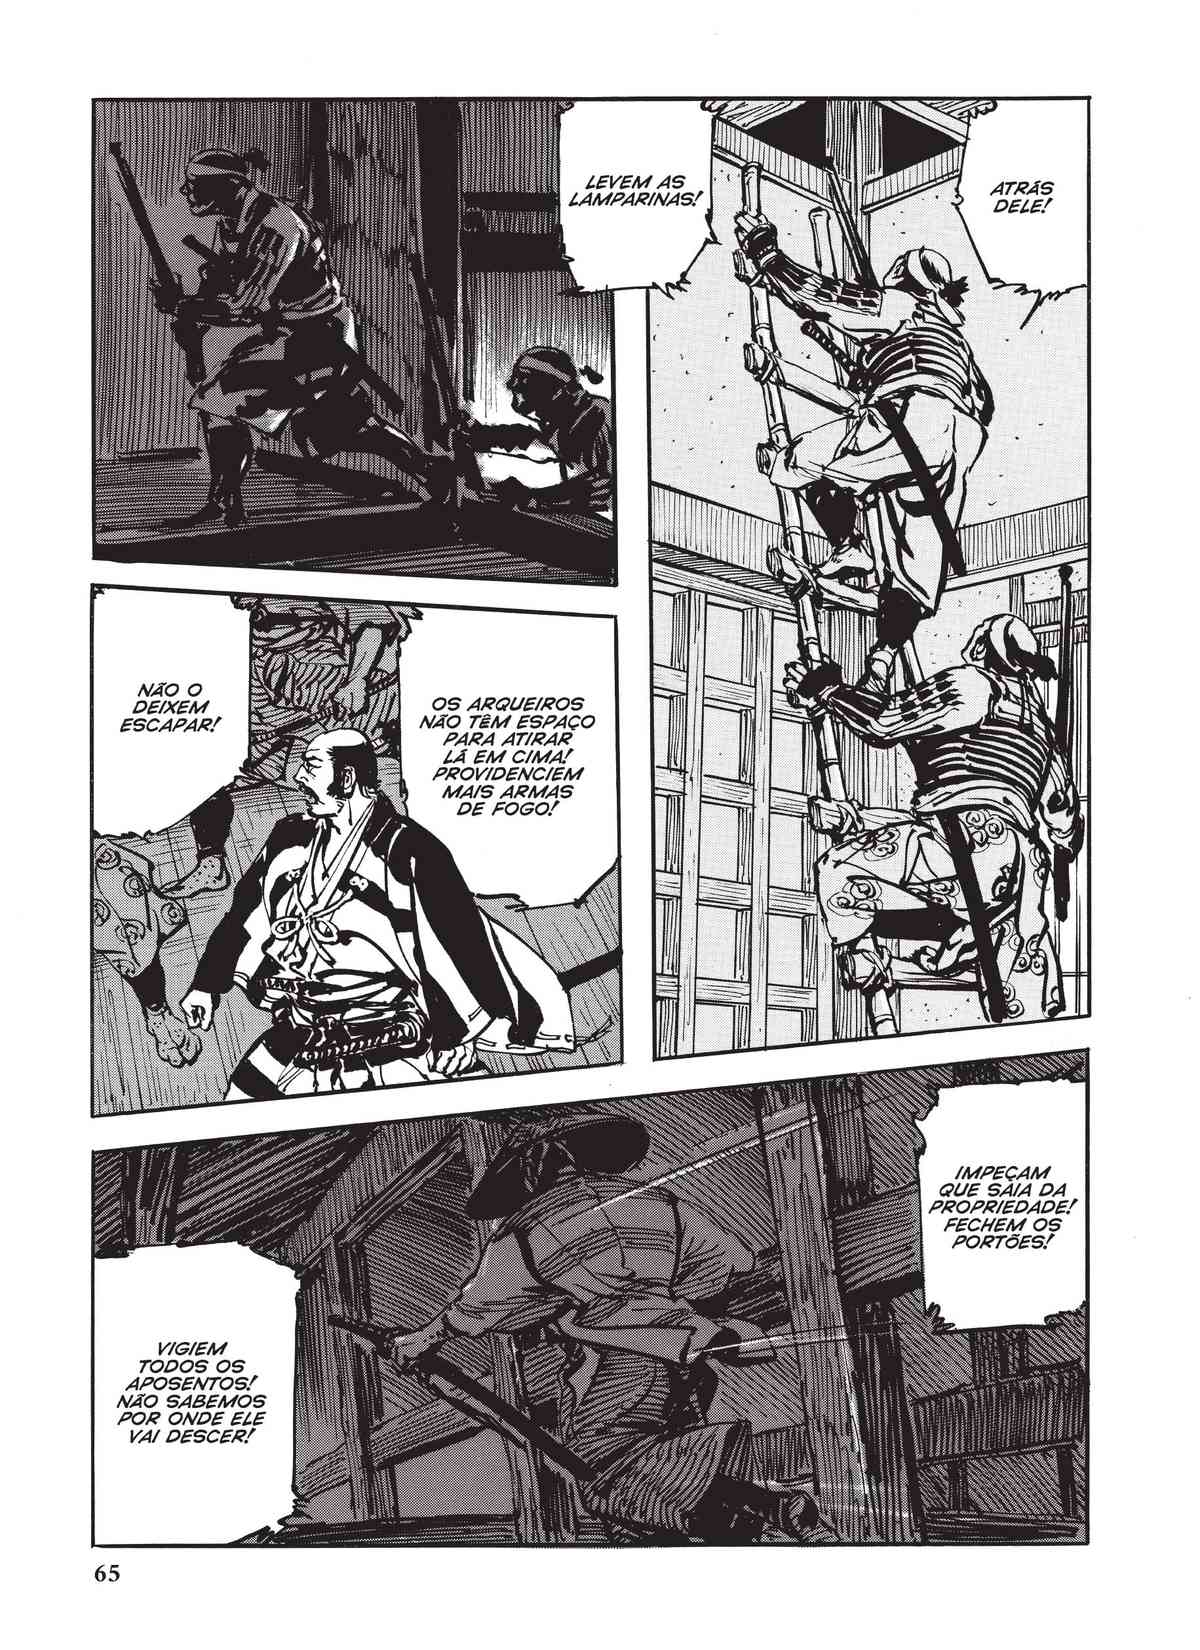 ATRÁS
DELE!
LEVEM AS
LAMPARINAS!
OS ARQUEIROS
NÃO TÊM ESPAÇO
PARA ATIRAR
LÁ EM CIMA!
PROVIDENCIEM
MAIS ARMAS
DE FOGO!
NÃO O
DEIXEM
ESCAPAR!
IMPEÇAM
QUE SAIA DA
PROPRIEDADE!
FECHEM OS
PORTÕES!
VIGIEM
TODOS OS
APOSENTOS!
NÃO SABEMOS
POR ONDE ELE
VAI DESCER!
65